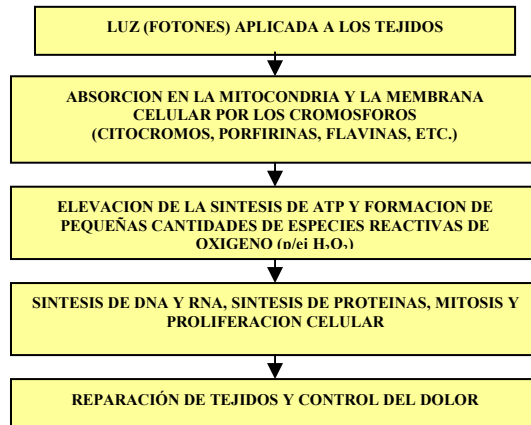 LUZ (FOTONES) APLICADA A LOS TEJIDOS
ABSORCION EN LA MITOCONDRIA Y LA MEMBRANA
CELULAR POR LOS CROMOSFOROS
(CITOCROMOS, PORFIRINAS, FLAVINAS, ETC.)
ELEVACION DE LA SINTESIS DE ATP Y FORMACION DE
PEQUEÑAS CANTIDADES DE ESPECIES REACTIVAS DE
OXIGENO (p/ej H₂O₂)
SINTESIS DE DNA Y RNA, SINTESIS DE PROTEINAS, MITOSIS Y
PROLIFERACION CELULAR
REPARACIÓN DE TEJIDOS Y CONTROL DEL DOLOR